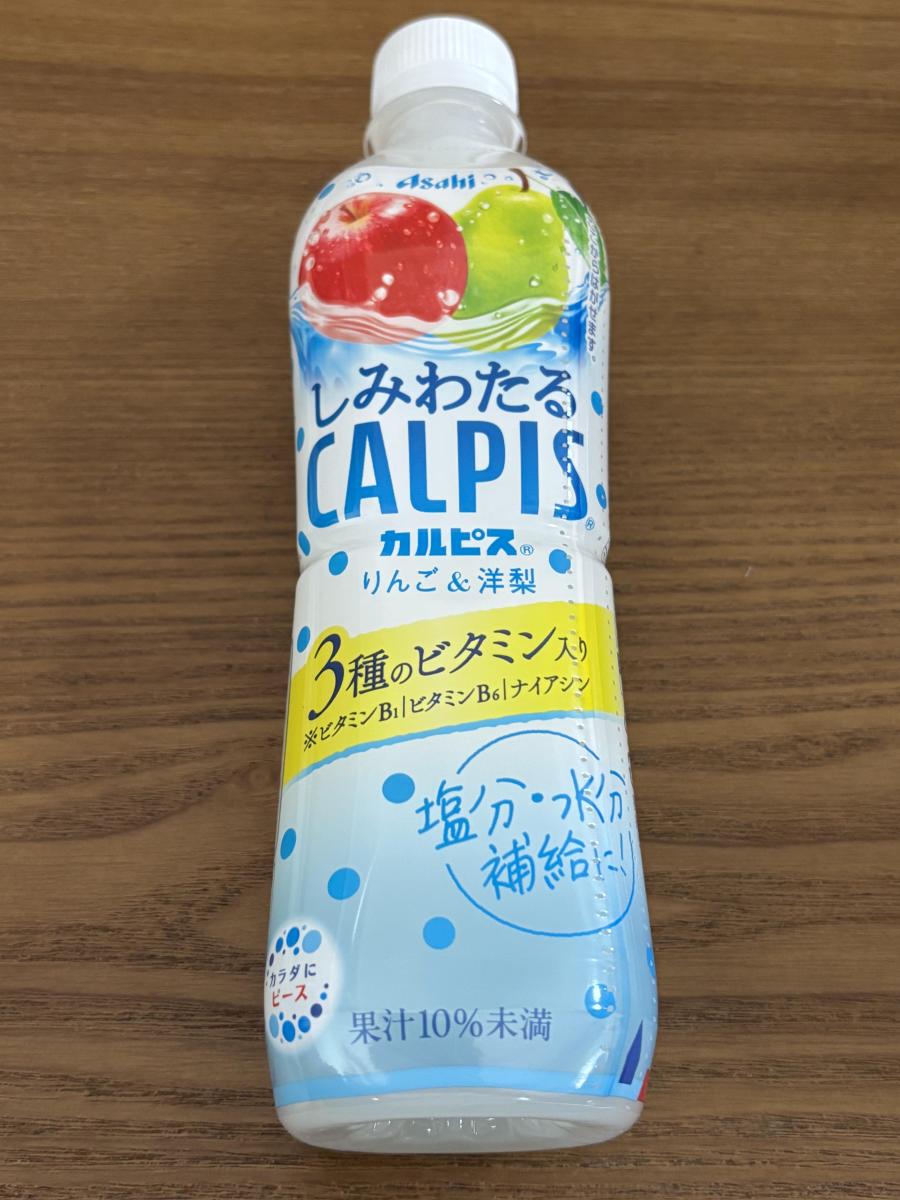 Asahi
しみわたる
CALPIS
カルピス®
りんご&洋梨
3種のビタミン入り
※ビタミンB1|ビタミンB6|ナイアシン
塩分・水分
補給に!
カラダに
ピース
果汁10%未満